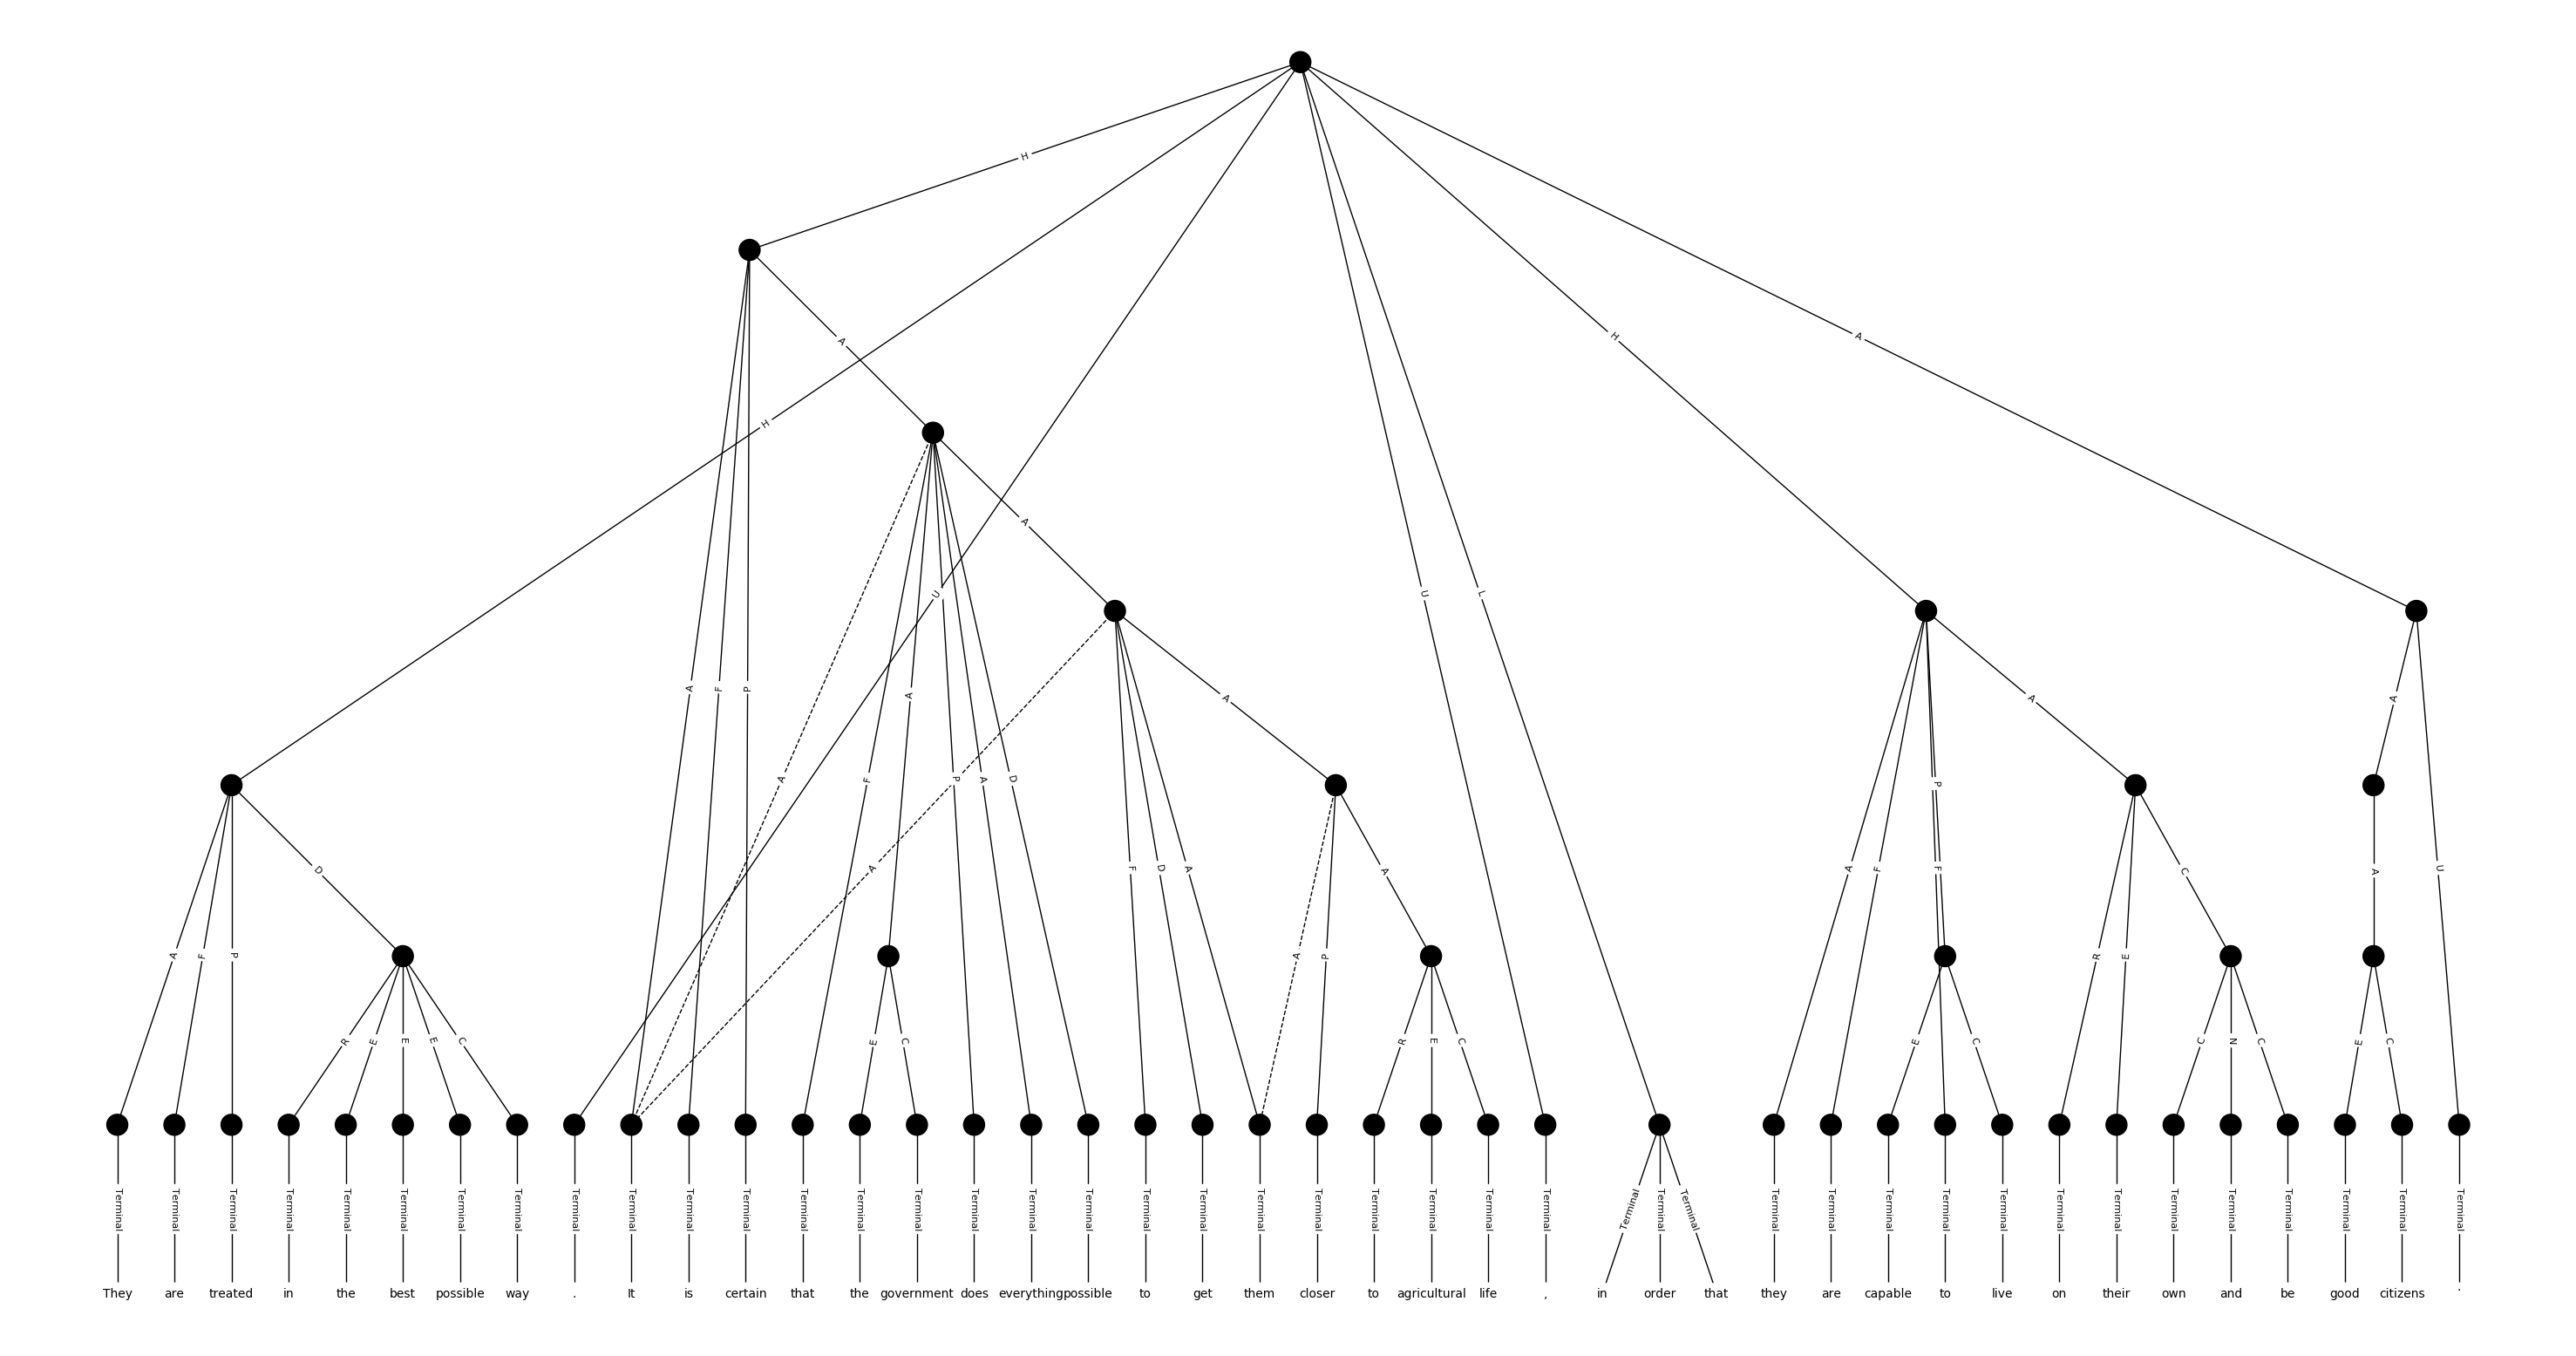 H
H
A
A
H
A
A
U
U
L
A
F
P
A
A
A
P
A
F
P
A
D
A
A
F
D
A
A
F
D
A
A
A
F
P
F
C
A
U
A
F
P
A
P
R
E
R
E
E
E
C
E
C
R
E
C
E
C
C
N
C
E
C
Terminal Terminal Terminal Terminal Terminal Terminal Terminal Terminal Terminal Terminal Terminal Terminal Terminal Terminal Terminal Terminal Terminal Terminal Terminal Terminal Terminal Terminal Terminal Terminal Terminal Terminal Terminal Terminal Terminal Terminal Terminal Terminal Terminal Terminal Terminal Terminal Terminal Terminal Terminal Terminal Terminal Terminal
They are treated in the best possible way . It is certain that the government does everything possible to get them closer to agricultural life , in order that they are capable to live on their own and be good citizens .